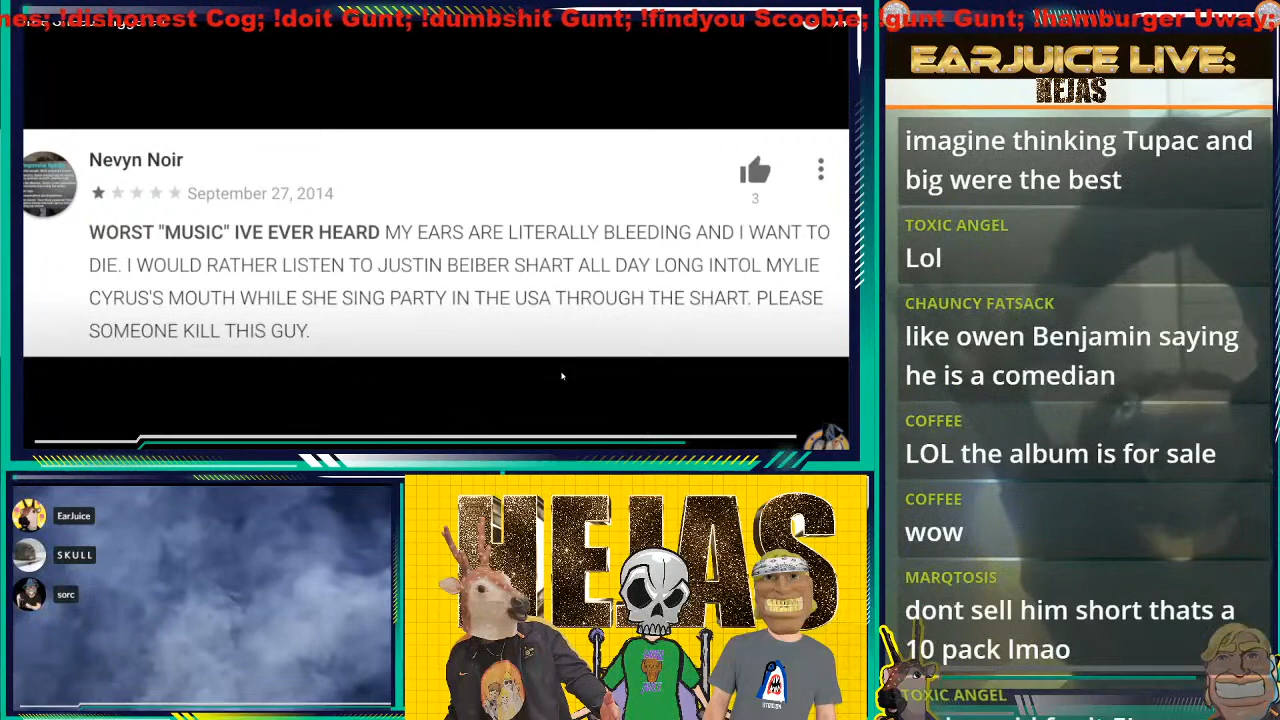 !dishonest Cog; !doit Gunt; !dumbshit Gunt; !findyou Scoobie; !gunt Gunt; !hamburger Uway;
Nevyn Noir
September 27, 2014
3
WORST "MUSIC" IVE EVER HEARD MY EARS ARE LITERALLY BLEEDING AND I WANT TO
DIE. I WOULD RATHER LISTEN TO JUSTIN BEIBER SHART ALL DAY LONG INTOL MYLIE
CYRUS'S MOUTH WHILE SHE SING PARTY IN THE USA THROUGH THE SHART. PLEASE
SOMEONE KILL THIS GUY.
EarJuice
SKULL
sorc
HEJAS
EARJUICE LIVE:
HEJAS
imagine thinking Tupac and
big were the best
TOXIC ANGEL
Lol
CHAUNCY FATSACK
like owen Benjamin saying
he is a comedian
COFFEE
LOL the album is for sale
COFFEE
wow
MARQTOSIS
dont sell him short thats a
10 pack lmao
TOXIC ANGEL